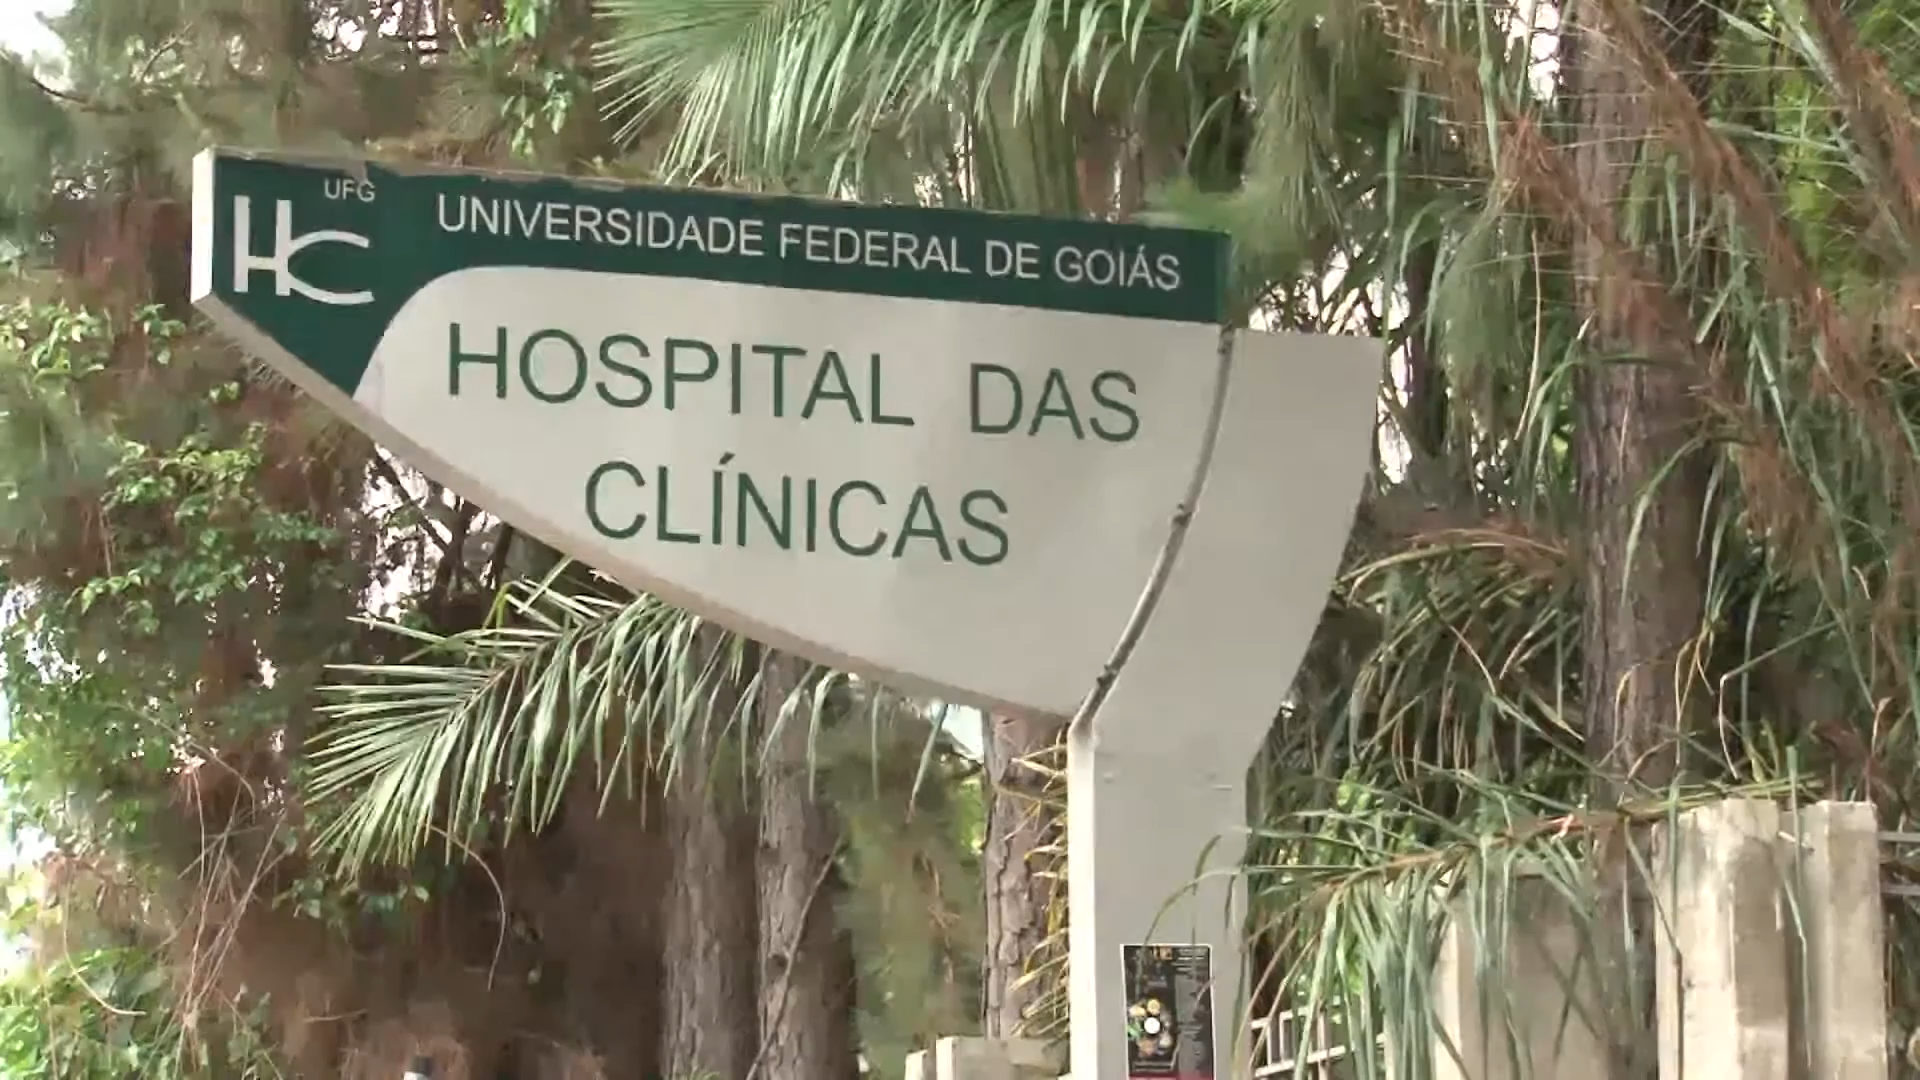 UFG
HC
UNIVERSIDADE FEDERAL DE GOIÁS
HOSPITAL DAS
CLÍNICAS